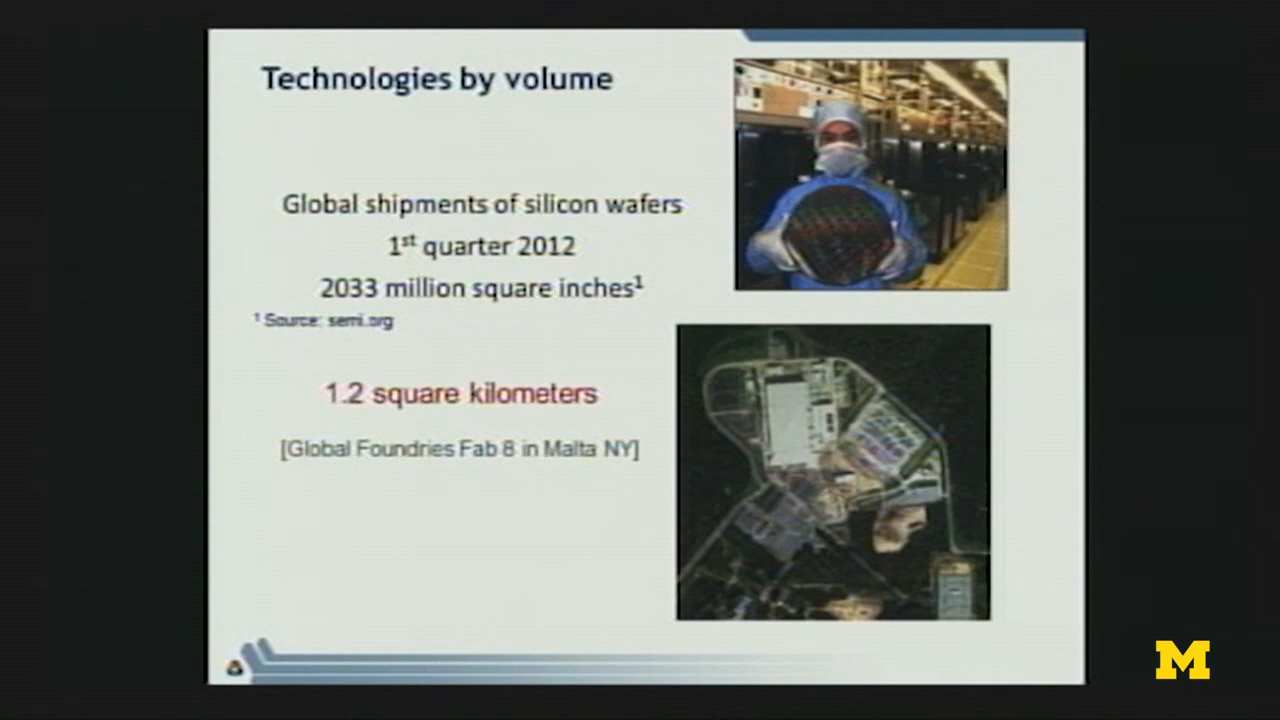 Technologies by volume
Global shipments of silicon wafers
1st quarter 2012
2033 million square inches1
1 Source: semi.org
1.2 square kilometers
[Global Foundries Fab 8 in Malta NY]
M